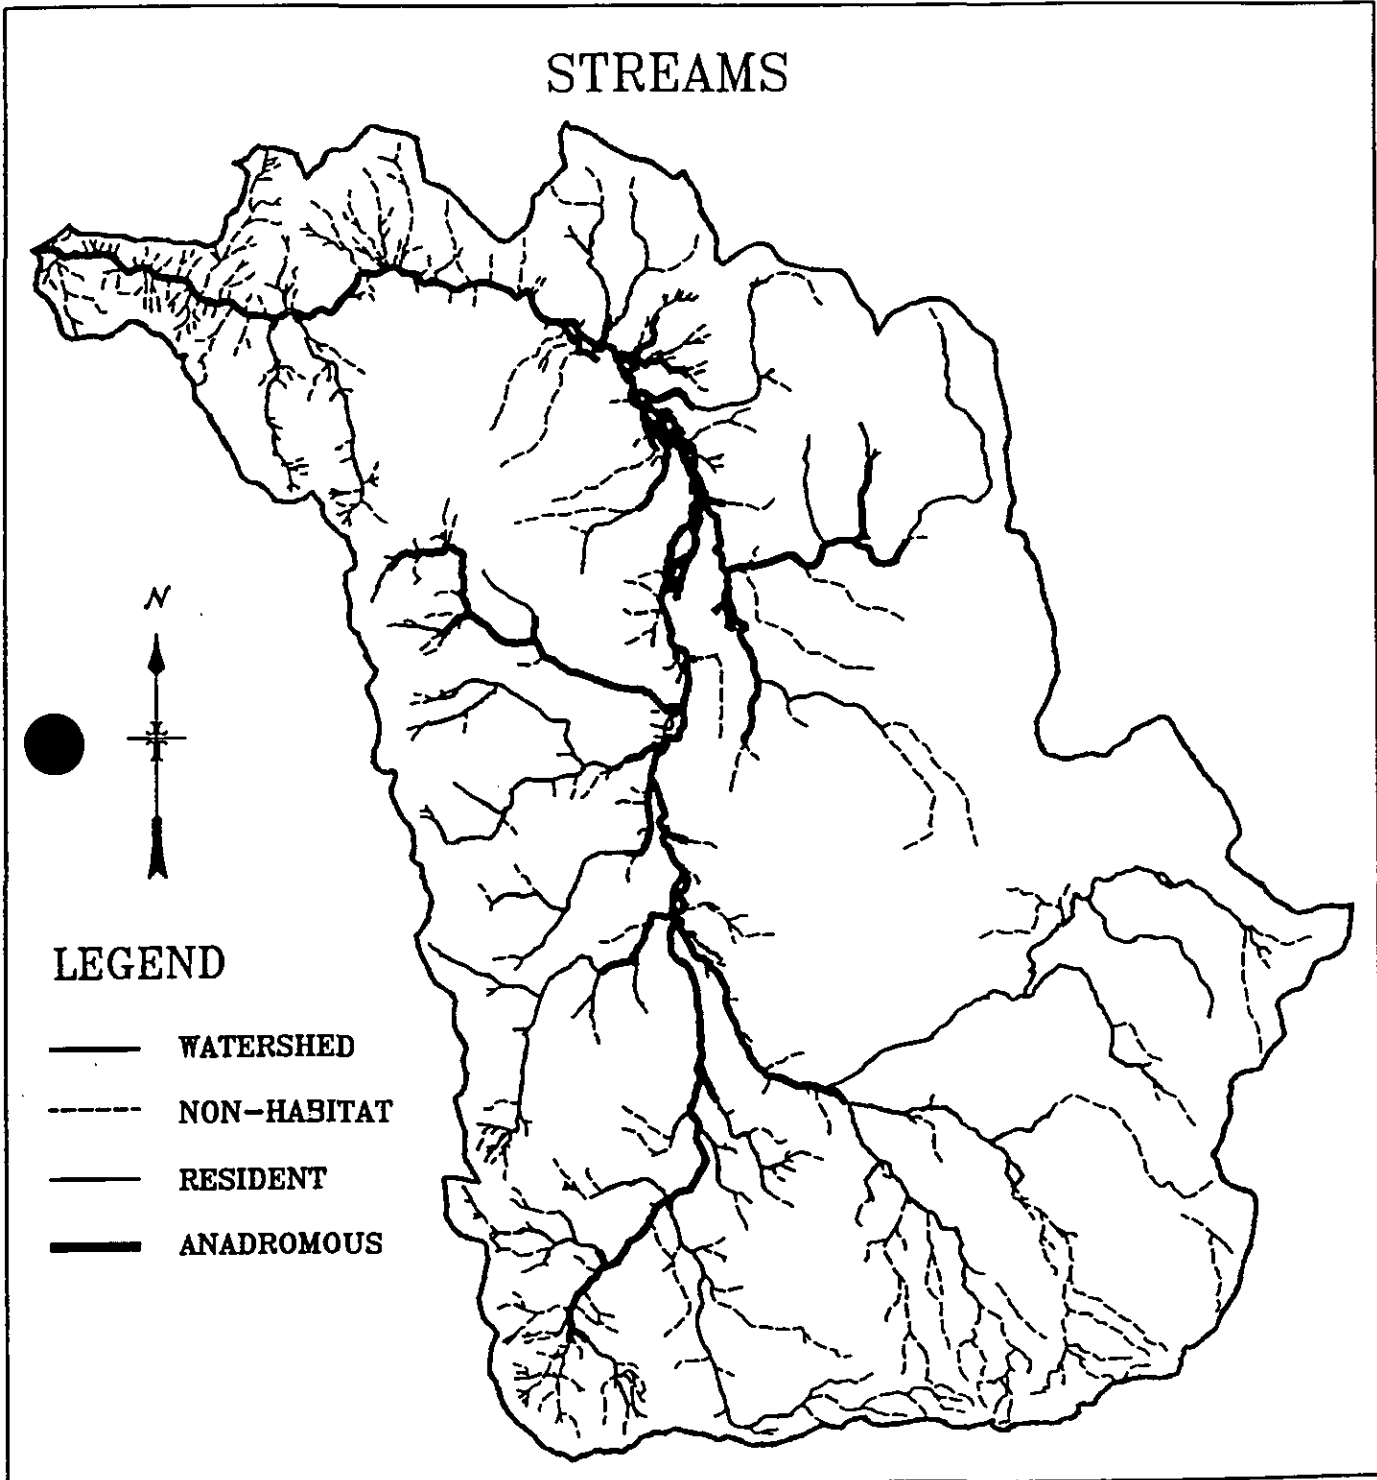 STREAMS
N
LEGEND
WATERSHED
NON-HABITAT
RESIDENT
ANADROMOUS